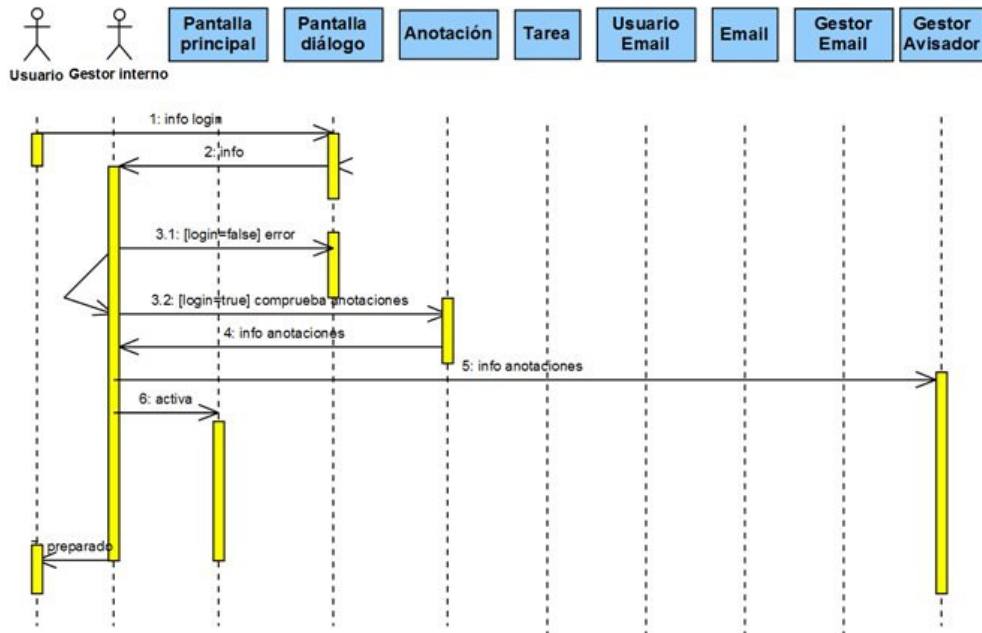 Pantalla
principal
Pantalla
diálogo
Anotación
Tarea
Usuario
Email
Email
Gestor
Email
Gestor
Avisador
Usuario
Gestor interno
1: info login
2: info
3.1: [login=false] error
3.2: [login=true] comprueba anotaciones
4: info anotaciones
5: info anotaciones
6: activa
7: preparado